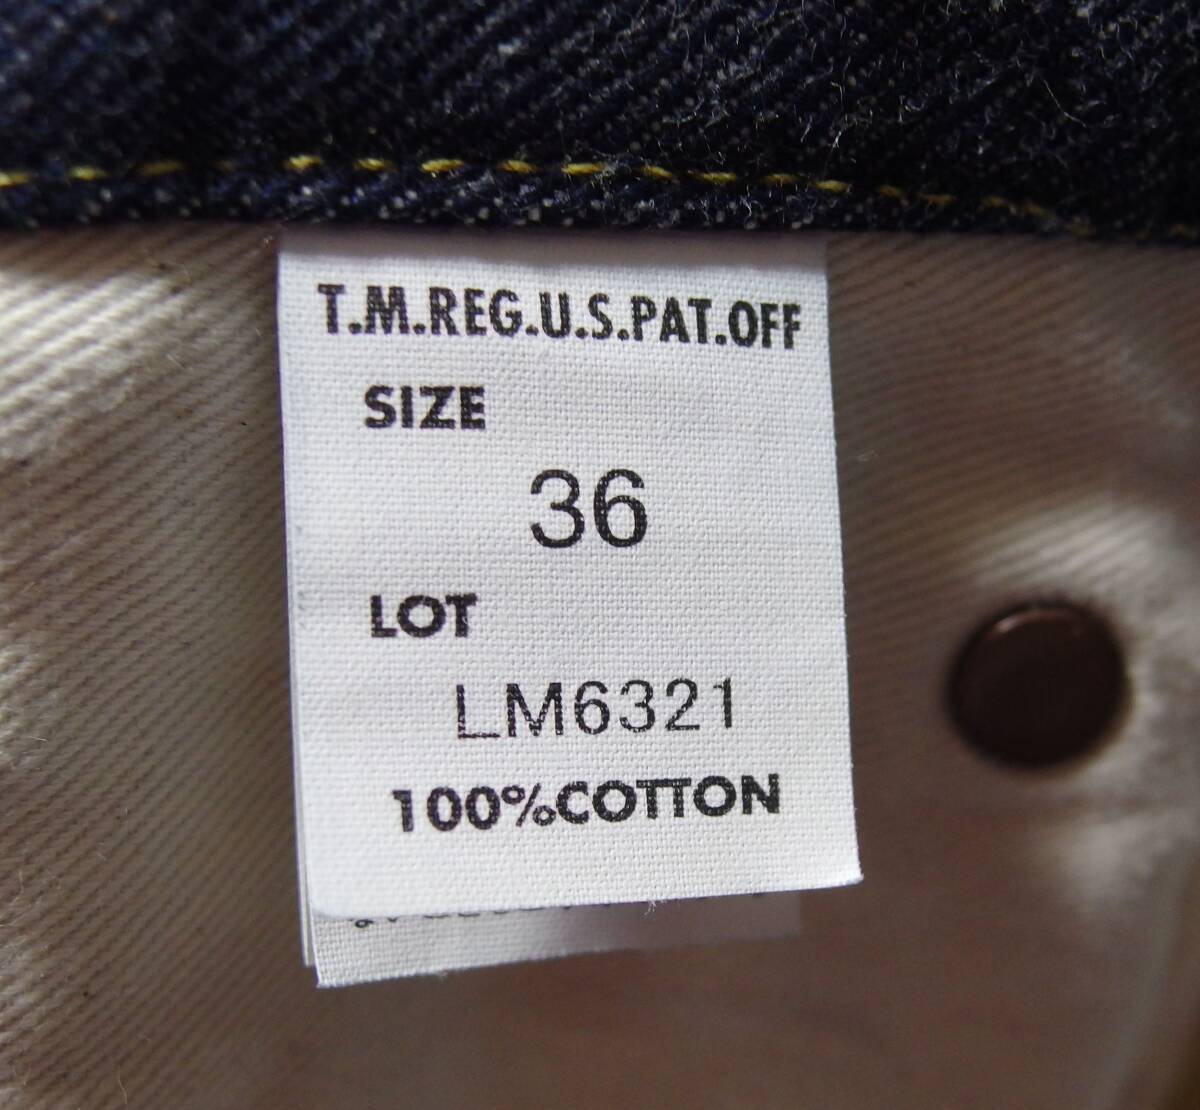 T.M.REG.U.S.PAT.OFF
SIZE
36
LOT
LM6321
100%COTTON